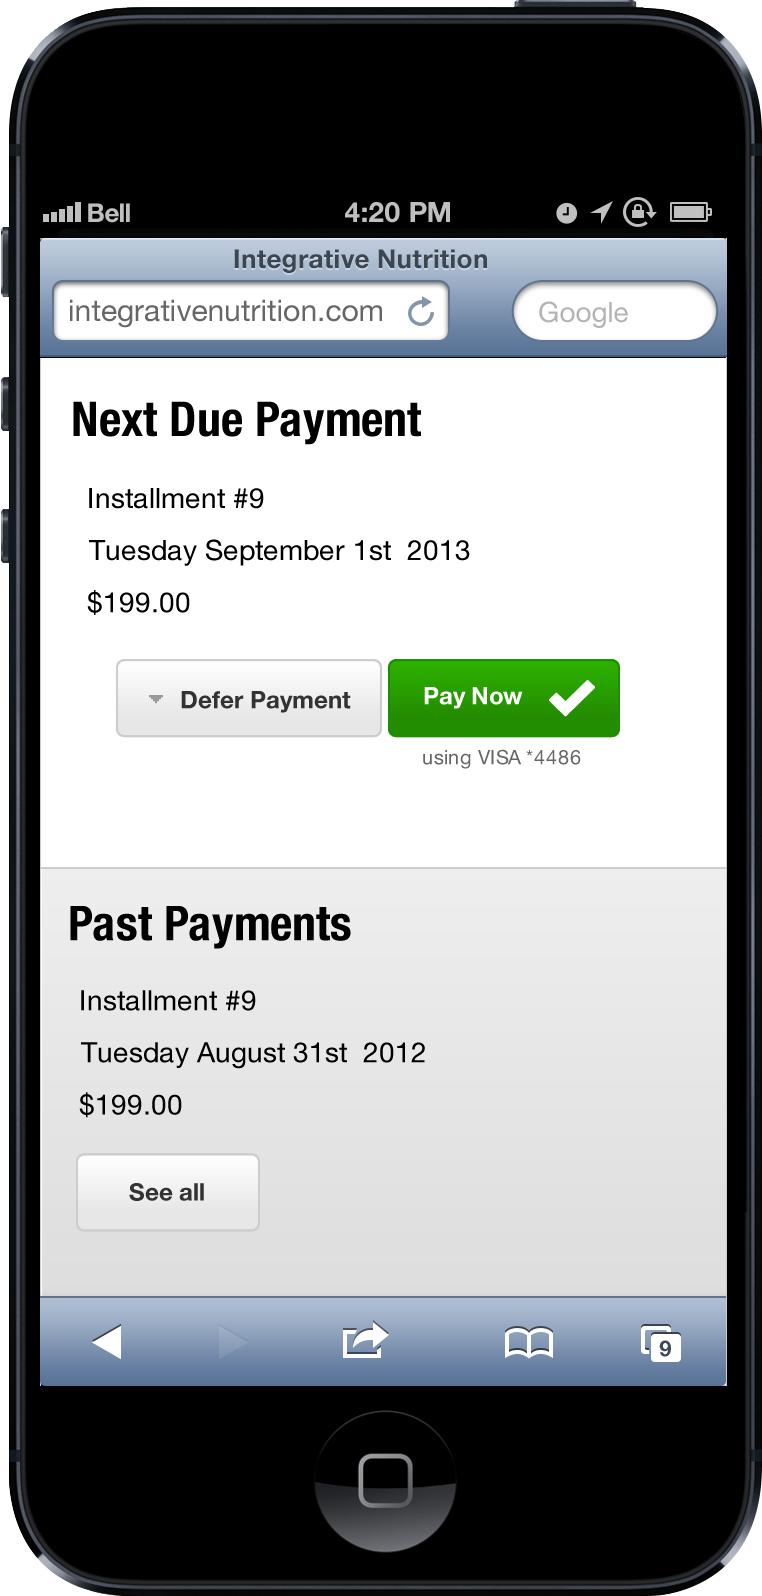 Bell 4:20 PM
Integrative Nutrition
integrativenutrition.com Google
Next Due Payment
Installment #9
Tuesday September 1st 2013
$199.00
Defer Payment Pay Now
using VISA *4486
Past Payments
Installment #9
Tuesday August 31st 2012
$199.00
See all
9